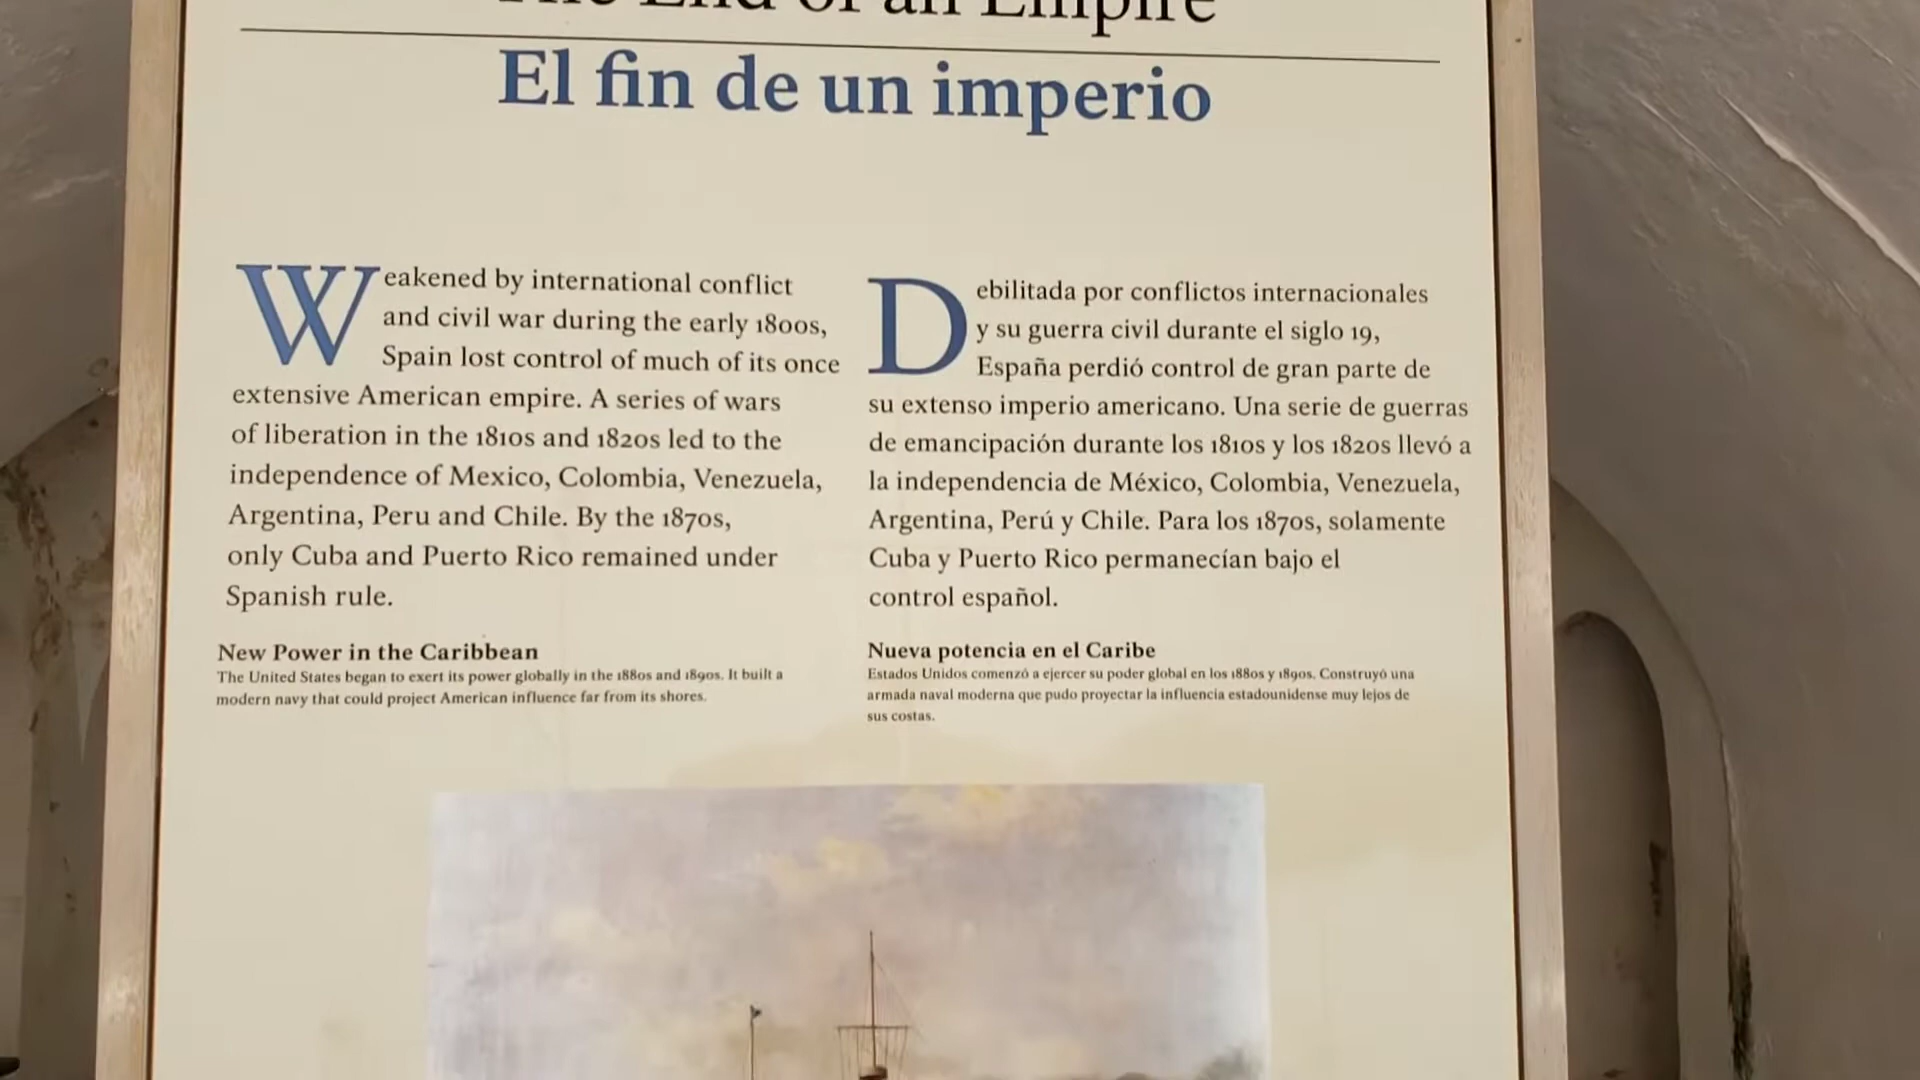 The End of an Empire
El fin de un imperio
Weakened by international conflict
and civil war during the early 1800s,
Spain lost control of much of its once
extensive American empire. A series of wars
of liberation in the 1810s and 1820s led to the
independence of Mexico, Colombia, Venezuela,
Argentina, Peru and Chile. By the 1870s,
only Cuba and Puerto Rico remained under
Spanish rule.
New Power in the Caribbean
The United States began to exert its power globally in the 1880s and 1890s. It built a
modern navy that could project American influence far from its shores.
Debilitada por conflictos internacionales
y su guerra civil durante el siglo 19,
España perdió control de gran parte de
su extenso imperio americano. Una serie de guerras
de emancipación durante los 1810s y los 1820s llevó a
la independencia de México, Colombia, Venezuela,
Argentina, Perú y Chile. Para los 1870s, solamente
Cuba y Puerto Rico permanecían bajo el
control español.
Nueva potencia en el Caribe
Estados Unidos comenzó a ejercer su poder global en los 1880s y 1890s. Construyó una
armada naval moderna que pudo proyectar la influencia estadounidense muy lejos de
sus costas.